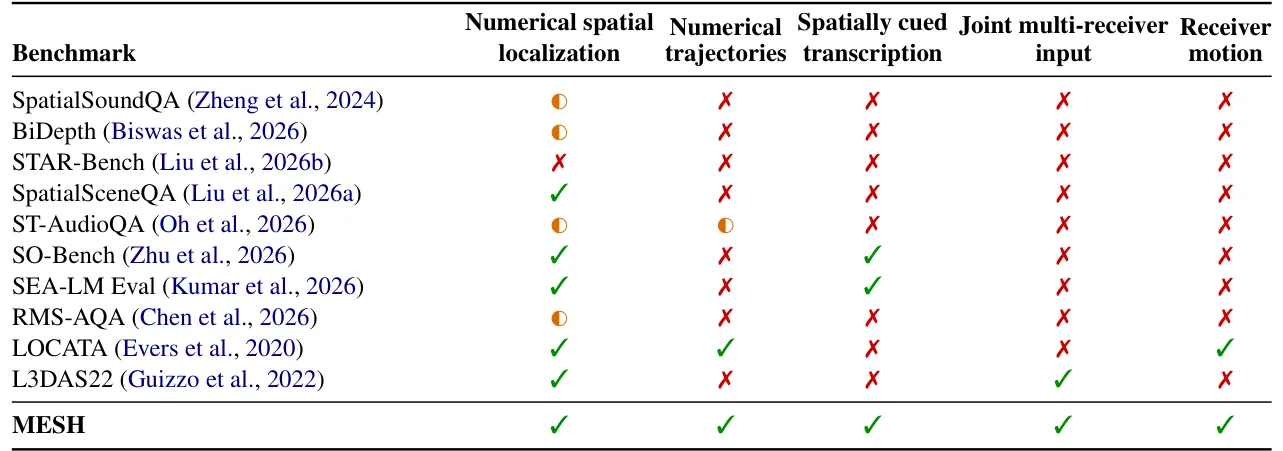 Benchmark Numerical spatial localization Numerical trajectories Spatially cued transcription Joint multi-receiver input Receiver motion
SpatialSoundQA (Zheng et al., 2024) ◐ ✗ ✗ ✗ ✗
BiDepth (Biswas et al., 2026) ◐ ✗ ✗ ✗ ✗
STAR-Bench (Liu et al., 2026b) ✗ ✗ ✗ ✗ ✗
SpatialSceneQA (Liu et al., 2026a) ✓ ✗ ✗ ✗ ✗
ST-AudioQA (Oh et al., 2026) ◐ ◐ ✗ ✗ ✗
SO-Bench (Zhu et al., 2026) ✓ ✗ ✓ ✗ ✗
SEA-LM Eval (Kumar et al., 2026) ✓ ✗ ✓ ✗ ✗
RMS-AQA (Chen et al., 2026) ◐ ✗ ✗ ✗ ✗
LOCATA (Evers et al., 2020) ✓ ✓ ✗ ✗ ✓
L3DAS22 (Guizzo et al., 2022) ✓ ✗ ✗ ✓ ✗
MESH ✓ ✓ ✓ ✓ ✓